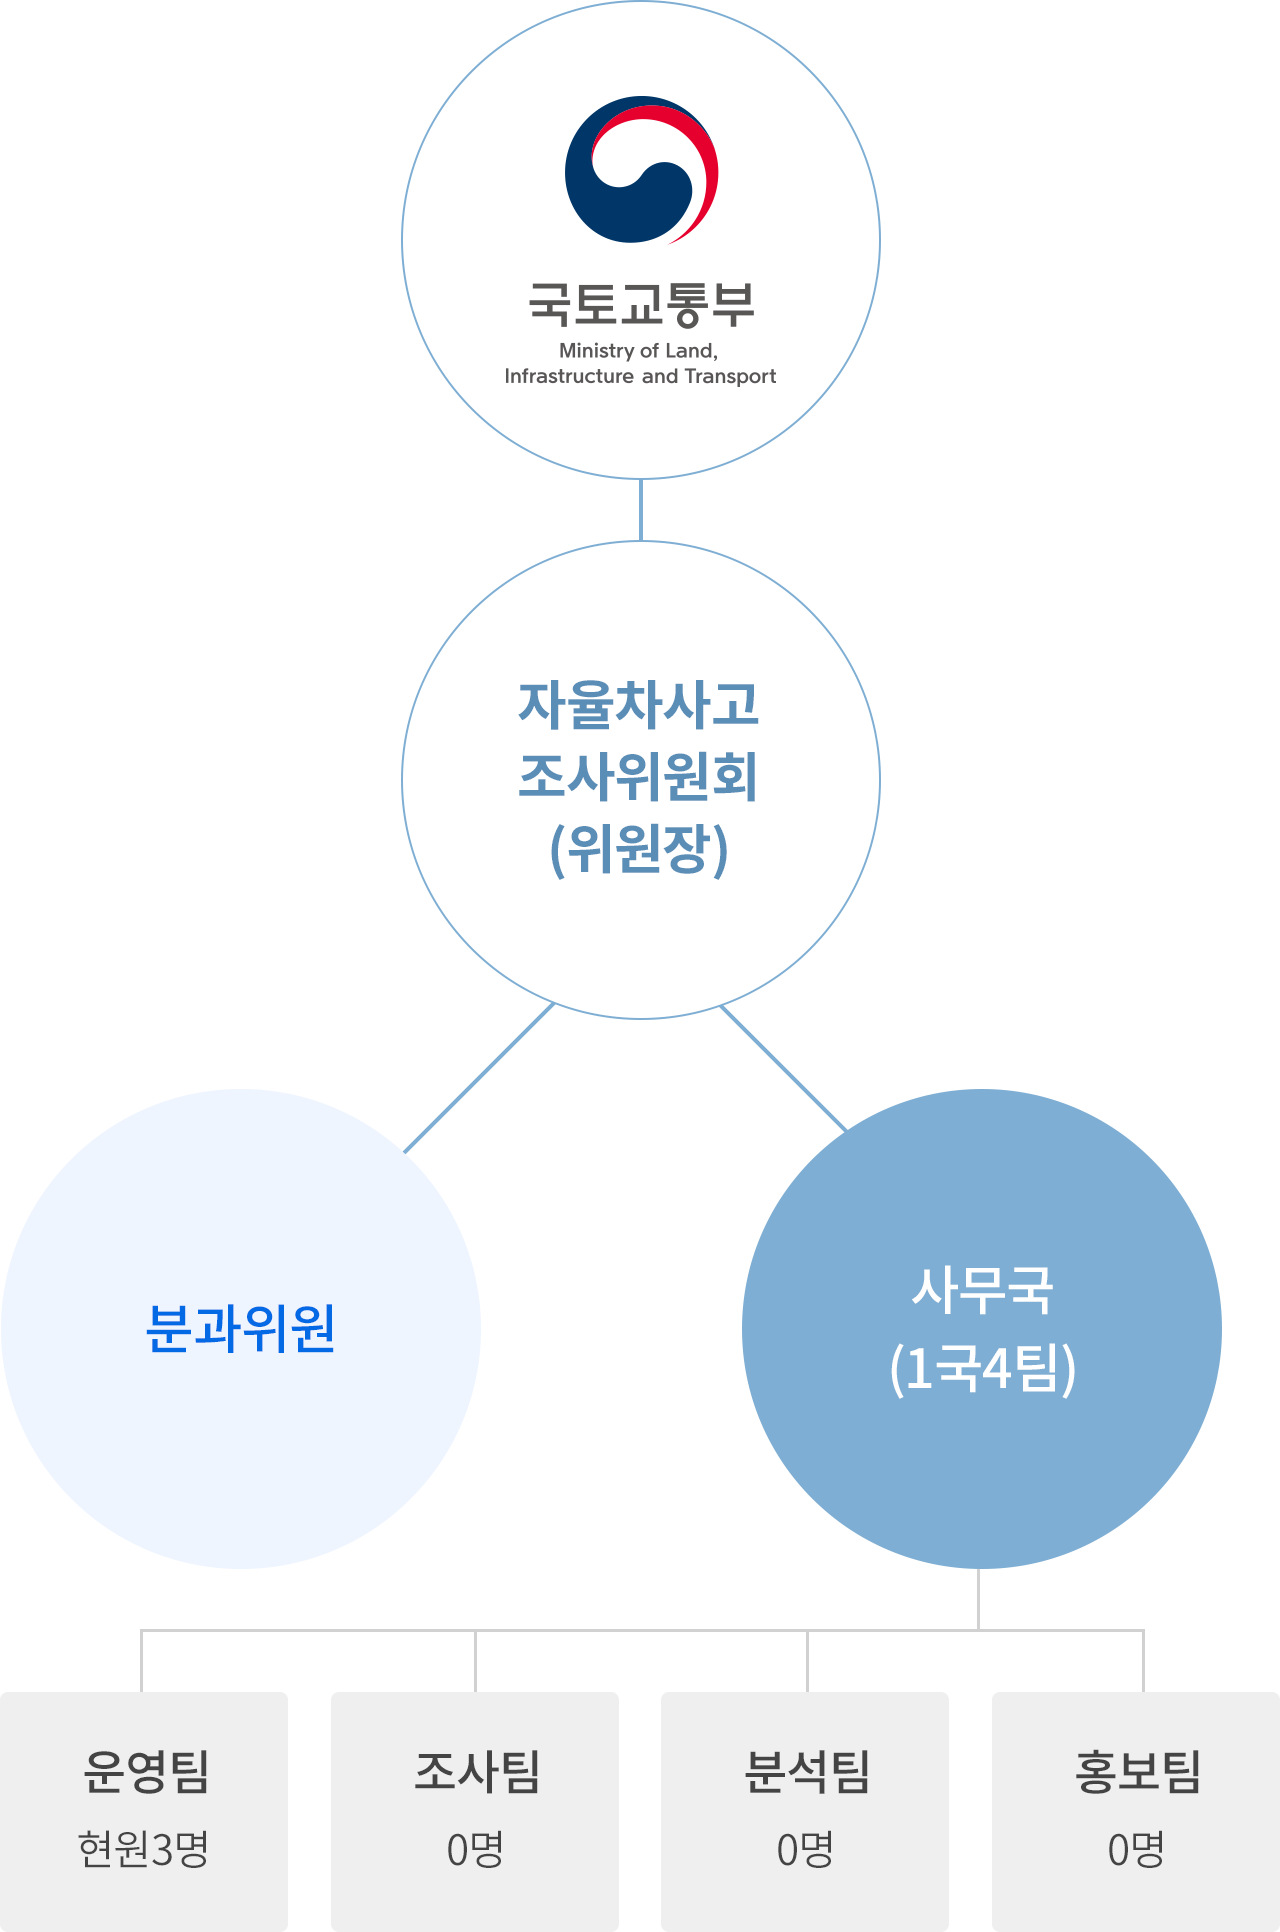 국토교통부
Ministry of Land,
Infrastructure and Transport
자율차사고
조사위원회
(위원장)
분과위원
사무국
(1국4팀)
운영팀
현원3명
조사팀
0명
분석팀
0명
홍보팀
0명